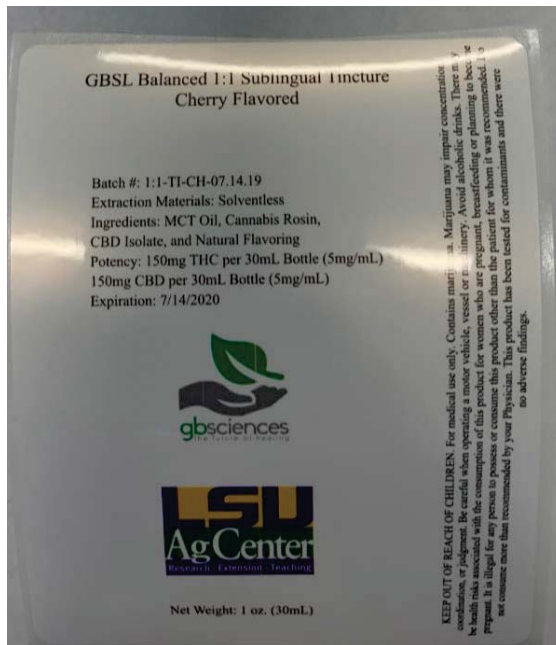 GBSL Balanced 1:1 Sublingual Tincture
Cherry Flavored
Batch #: 1:1-TI-CH-07.14.19
Extraction Materials: Solventless
Ingredients: MCT Oil, Cannabis Rosin,
CBD Isolate, and Natural Flavoring
Potency: 150mg THC per 30mL Bottle (5mg/mL)
150mg CBD per 30mL Bottle (5mg/mL)
Expiration: 7/14/2020
gbsciences
the future of healing
LSU
AgCenter
Research · Extension · Teaching
Net Weight: 1 oz. (30mL)
KEEP OUT OF REACH OF CHILDREN. For medical use only. Contains marijuana. Marijuana may impair concentration,
coordination, or judgment. Be careful when operating a motor vehicle, vessel or machinery. Avoid alcoholic drinks. There may
be health risks associated with the consumption of this product for women who are pregnant, breastfeeding or planning to become
pregnant. It is illegal for any person to possess or consume this product other than the patient for whom it was recommended. Do
not consume more than recommended by your Physician. This product has been tested for contaminants and there were
no adverse findings.